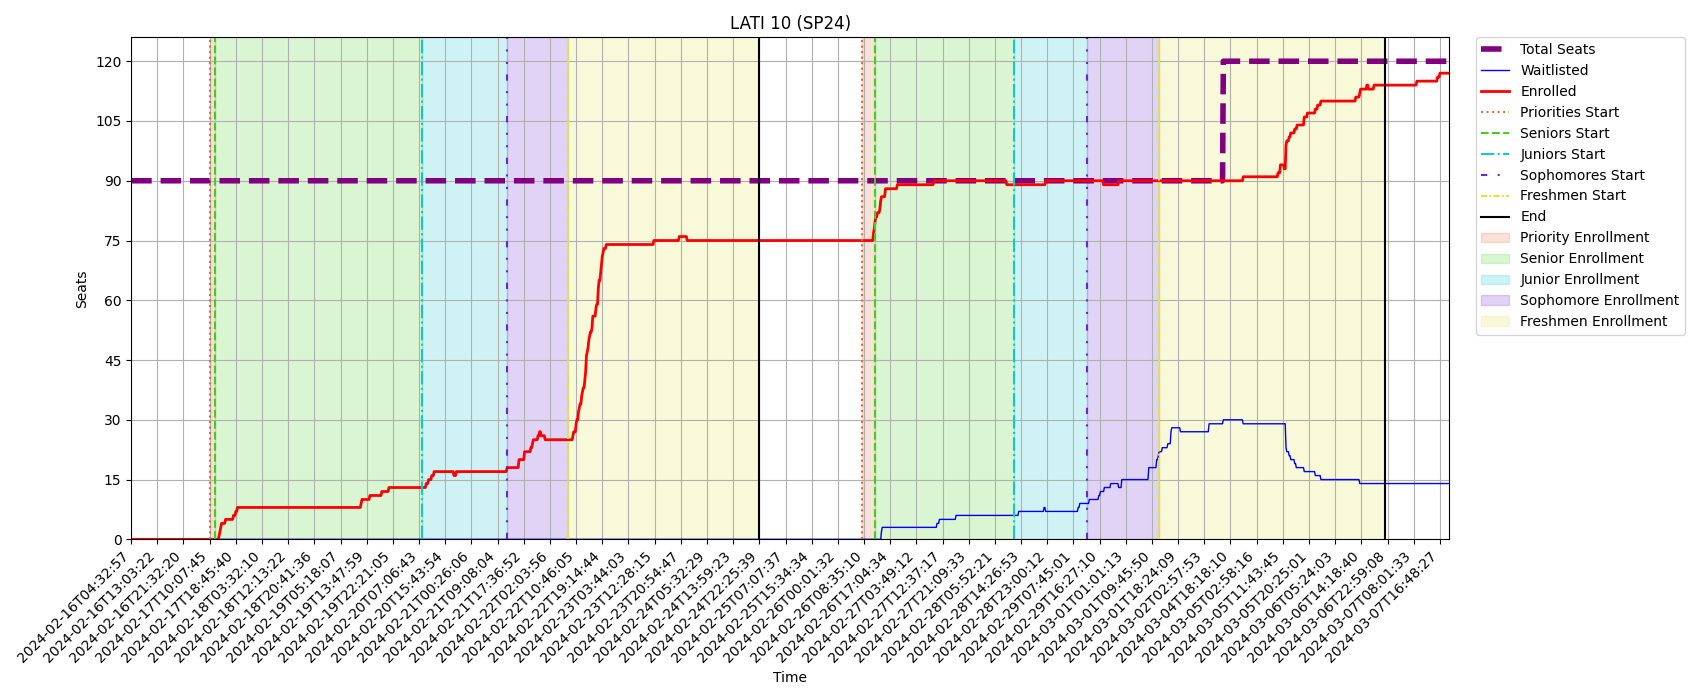 LATI 10 (SP24)
Seats
120
105
90
75
60
45
30
15
0
2024-02-16T04:32:57
2024-02-16T13:03:22
2024-02-16T21:32:20
2024-02-17T10:07:45
2024-02-17T18:45:40
2024-02-18T03:32:10
2024-02-18T12:13:22
2024-02-18T20:41:36
2024-02-19T05:18:07
2024-02-19T13:47:59
2024-02-19T22:21:05
2024-02-20T07:06:43
2024-02-20T15:43:54
2024-02-21T00:26:06
2024-02-21T09:08:04
2024-02-21T17:36:52
2024-02-22T02:03:56
2024-02-22T10:46:05
2024-02-22T19:14:44
2024-02-23T03:44:03
2024-02-23T12:28:15
2024-02-23T20:54:47
2024-02-24T05:32:29
2024-02-24T13:59:23
2024-02-24T22:25:39
2024-02-25T07:07:37
2024-02-25T15:34:34
2024-02-26T00:01:32
2024-02-26T08:35:10
2024-02-26T17:04:34
2024-02-27T03:49:12
2024-02-27T12:37:17
2024-02-27T21:09:33
2024-02-28T05:52:21
2024-02-28T14:26:53
2024-02-28T23:00:12
2024-02-29T07:45:01
2024-02-29T16:27:10
2024-03-01T01:01:13
2024-03-01T09:45:50
2024-03-01T18:24:09
2024-03-02T02:57:53
2024-03-04T18:18:10
2024-03-05T02:58:16
2024-03-05T11:43:45
2024-03-05T20:25:01
2024-03-06T05:24:03
2024-03-06T14:18:40
2024-03-06T22:59:08
2024-03-07T08:01:33
2024-03-07T16:48:27
Time
Total Seats
Waitlisted
Enrolled
Priorities Start
Seniors Start
Juniors Start
Sophomores Start
Freshmen Start
End
Priority Enrollment
Senior Enrollment
Junior Enrollment
Sophomore Enrollment
Freshmen Enrollment